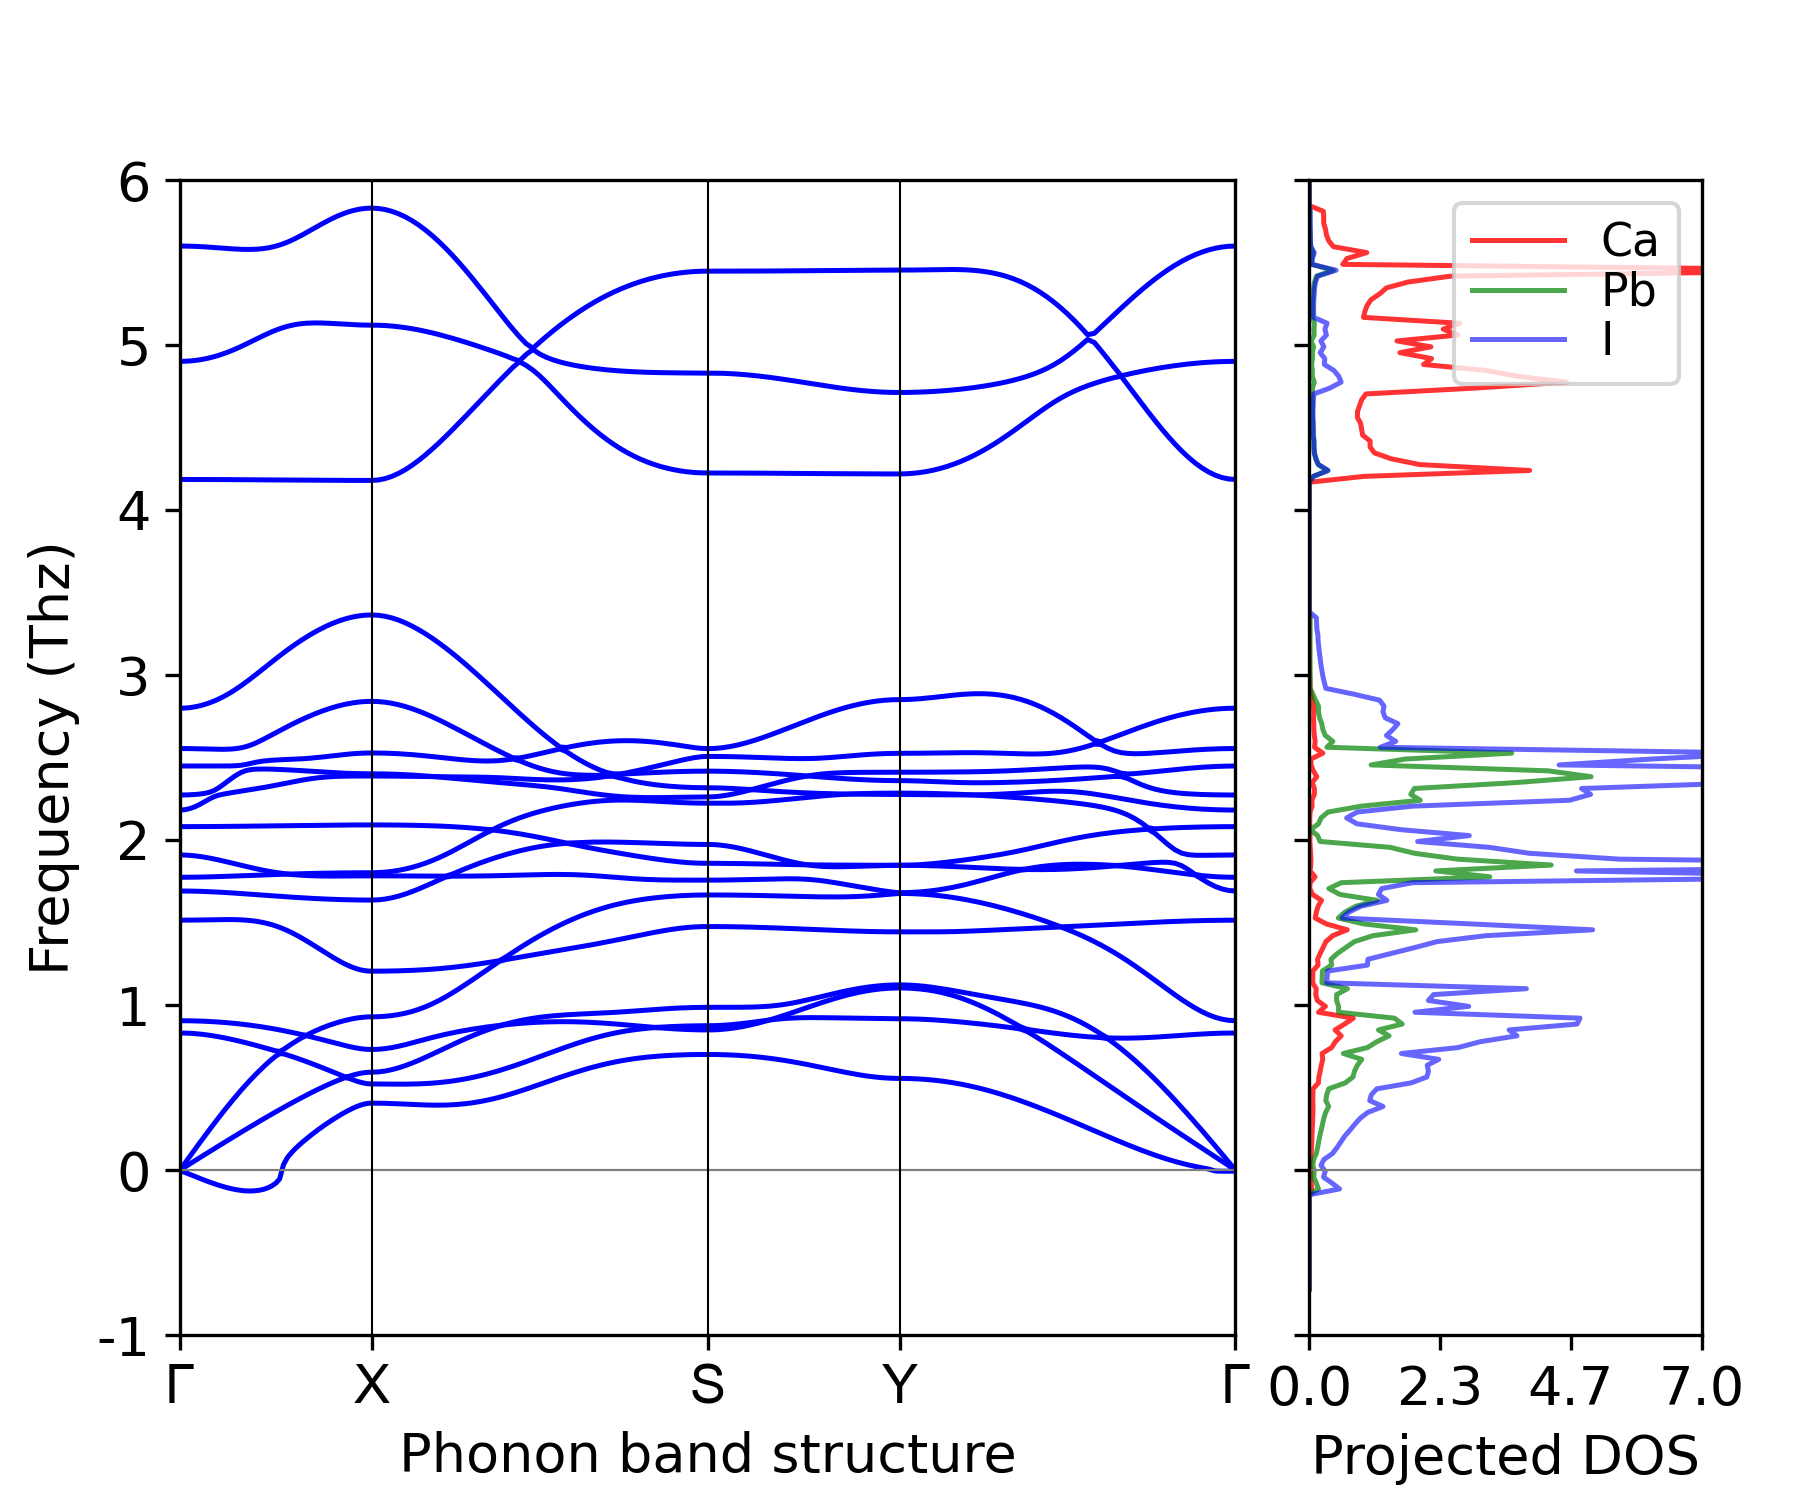 6
5
4
3
2
1
0
-1
Frequency (Thz)
Γ X S Y Γ
Phonon band structure
Ca
Pb
I
0.0 2.3 4.7 7.0
Projected DOS